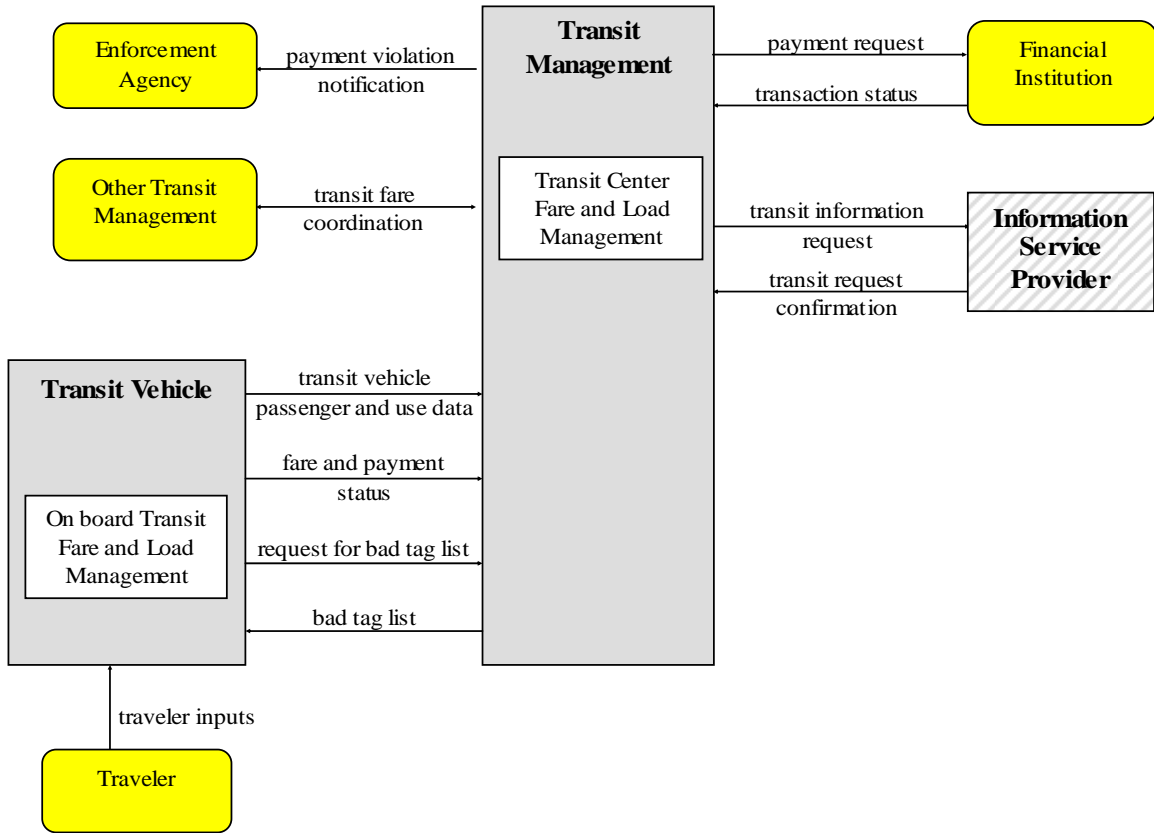 Enforcement
Agency
payment violation
notification
Transit
Management
payment request
transaction status
Financial
Institution
Other Transit
Management
transit fare
coordination
Transit Center
Fare and Load
Management
transit information
request
transit request
confirmation
Information
Service
Provider
Transit Vehicle
transit vehicle
passenger and use data
fare and payment
status
On board Transit
Fare and Load
Management
request for bad tag list
bad tag list
traveler inputs
Traveler